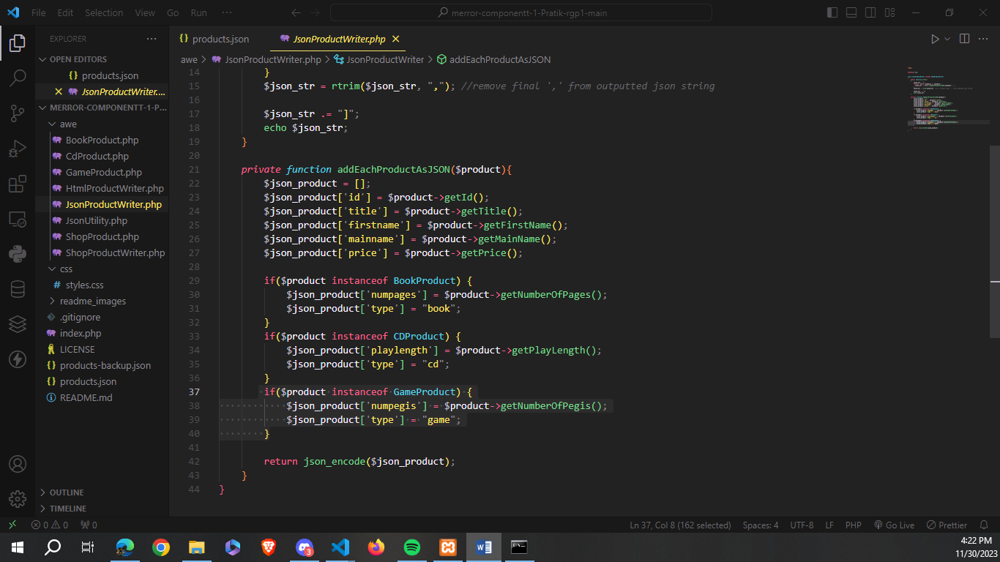 File Edit Selection View Go Run ··· merror-componentt-1-Pratik-rgp1-main
EXPLORER ···
OPEN EDITORS
{} products.json
JsonProductWriter....
MERROR-COMPONENTT-1-P...
awe
BookProduct.php
CdProduct.php
GameProduct.php
HtmlProductWriter.php
JsonProductWriter.php
JsonUtility.php
ShopProduct.php
ShopProductWriter.php
css
# styles.css
readme_images
.gitignore
index.php
LICENSE
{} products-backup.json
{} products.json
README.md
OUTLINE
TIMELINE
{} products.json JsonProductWriter.php
awe > JsonProductWriter.php > JsonProductWriter > addEachProductAsJSON
14 }
15 $json_str = rtrim($json_str, ","); //remove final ',' from outputted json string
16
17 $json_str .= "]";
18 echo $json_str;
19 }
20
21 private function addEachProductAsJSON($product){
22 $json_product = [];
23 $json_product['id'] = $product->getId();
24 $json_product['title'] = $product->getTitle();
25 $json_product['firstname'] = $product->getFirstName();
26 $json_product['mainname'] = $product->getMainName();
27 $json_product['price'] = $product->getPrice();
28
29 if($product instanceof BookProduct) {
30 $json_product['numpages'] = $product->getNumberOfPages();
31 $json_product['type'] = "book";
32 }
33 if($product instanceof CDProduct) {
34 $json_product['playlength'] = $product->getPlayLength();
35 $json_product['type'] = "cd";
36 }
37 if($product instanceof GameProduct) {
38 $json_product['numpegis'] = $product->getNumberOfPegis();
39 $json_product['type'] = "game";
40 }
41
42 return json_encode($json_product);
43 }
44 }
0 0 0 Ln 37, Col 8 (162 selected) Spaces: 4 UTF-8 LF PHP Go Live Prettier
3
4:22 PM
11/30/2023